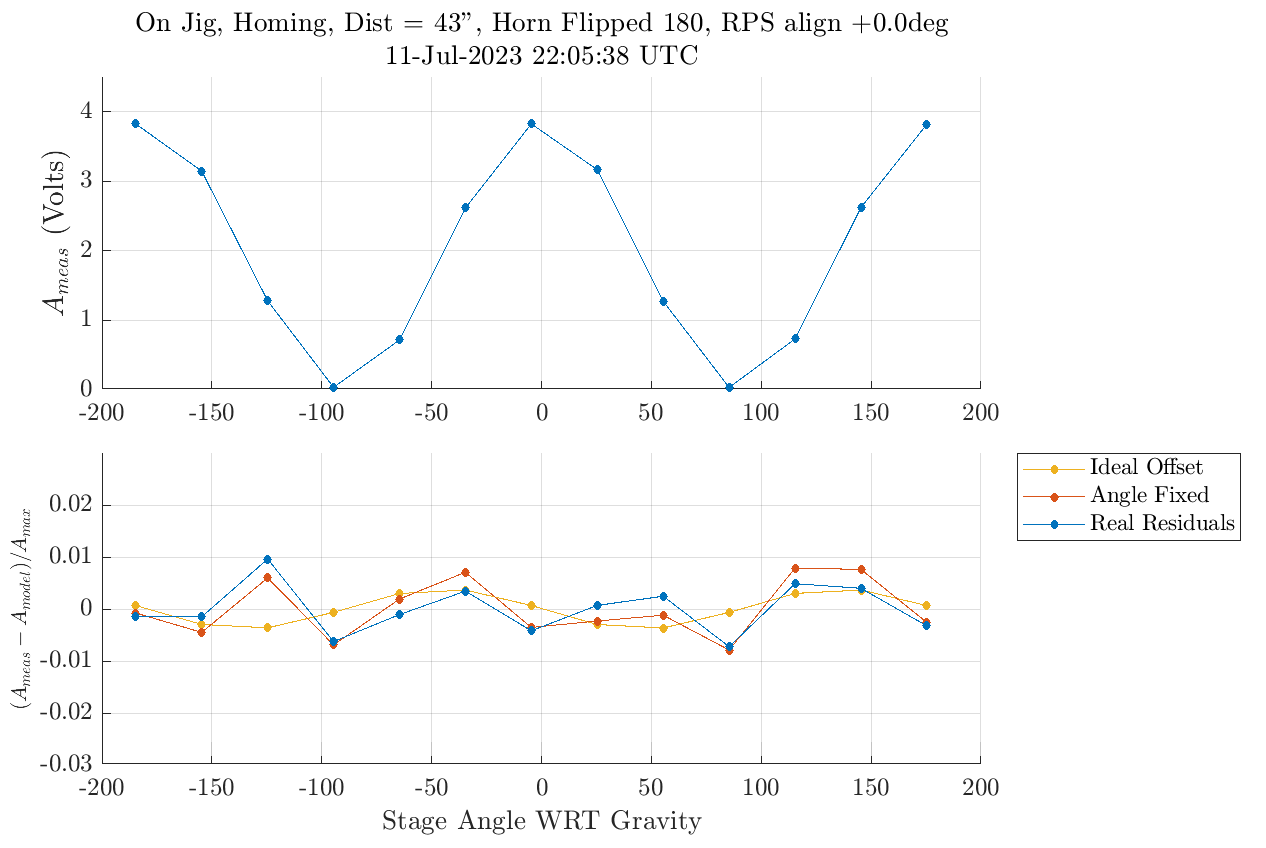 On Jig, Homing, Dist = 43", Horn Flipped 180, RPS align +0.0deg
11-Jul-2023 22:05:38 UTC
A_meas (Volts)
4
3
2
1
0
-200 -150 -100 -50 0 50 100 150 200
(A_meas − A_model)/A_max
0.02
0.01
0
-0.01
-0.02
-0.03
-200 -150 -100 -50 0 50 100 150 200
Stage Angle WRT Gravity
Ideal Offset
Angle Fixed
Real Residuals